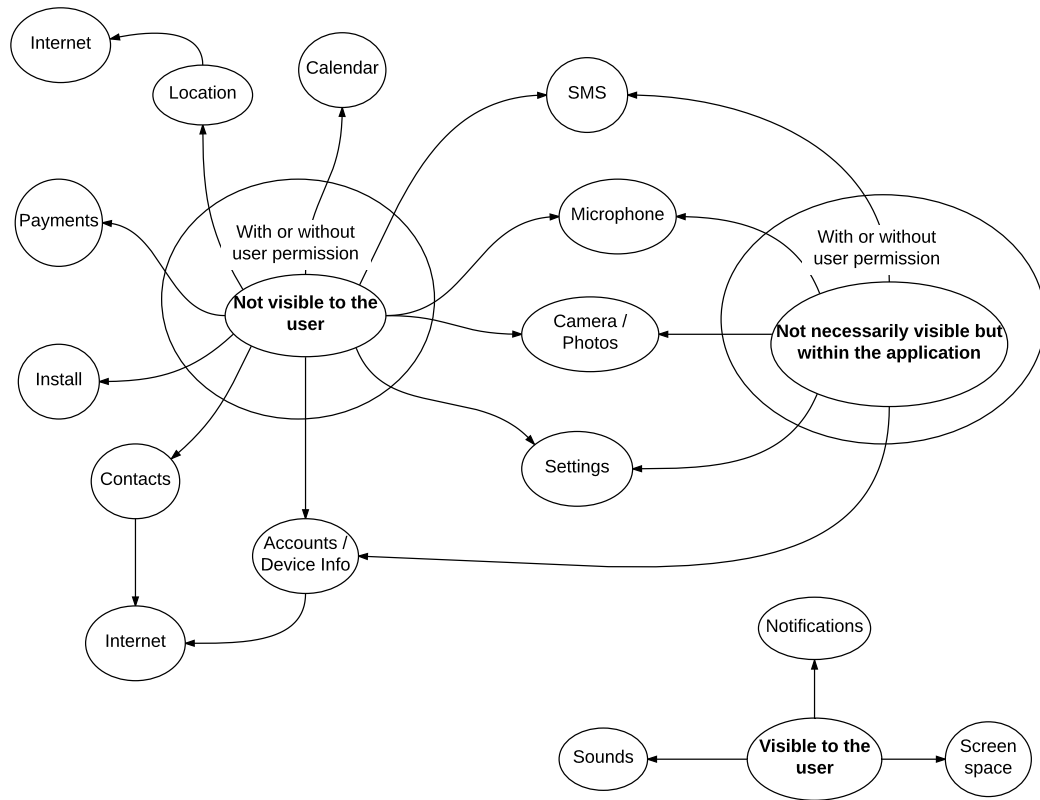 Internet
Calendar
Location
SMS
Payments
Microphone
With or without
user permission
With or without
user permission
Not visible to the
user
Camera /
Photos
Not necessarily visible but
within the application
Install
Contacts
Settings
Accounts /
Device Info
Internet
Notifications
Sounds
Visible to the
user
Screen
space